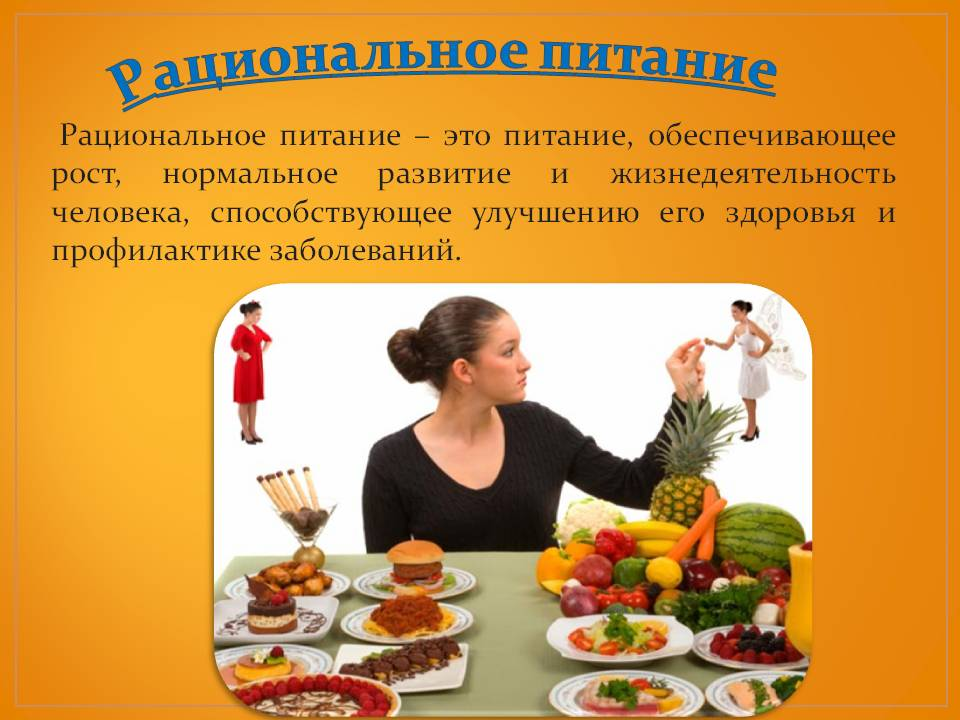 Рациональное питание
Рациональное питание – это питание, обеспечивающее
рост, нормальное развитие и жизнедеятельность
человека, способствующее улучшению его здоровья и
профилактике заболеваний.